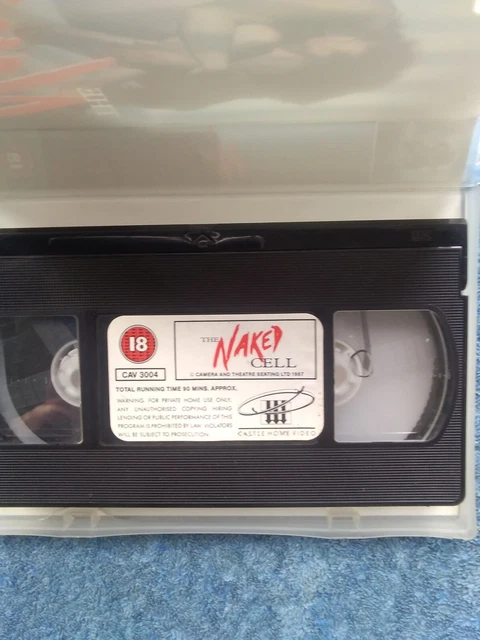 18
CAV 3004
THE NAKED CELL
© CAMERA AND THEATRE SEATING LTD 1987
TOTAL RUNNING TIME 90 MINS. APPROX.
WARNING. FOR PRIVATE HOME USE ONLY.
ANY UNAUTHORISED COPYING HIRING
LENDING OR PUBLIC PERFORMANCE OF THIS
PROGRAM IS PROHIBITED BY LAW. VIOLATORS
WILL BE SUBJECT TO PROSECUTION.
CASTLE HOME VIDEO